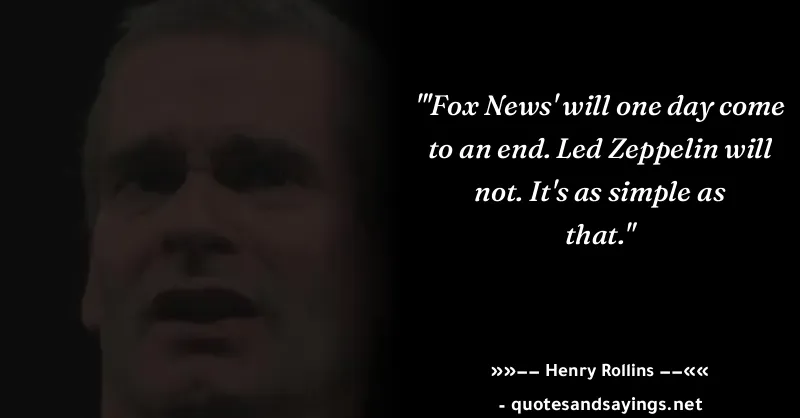 "'Fox News' will one day come
to an end. Led Zeppelin will
not. It's as simple as
that."
»»−− Henry Rollins −−««
- quotesandsayings.net